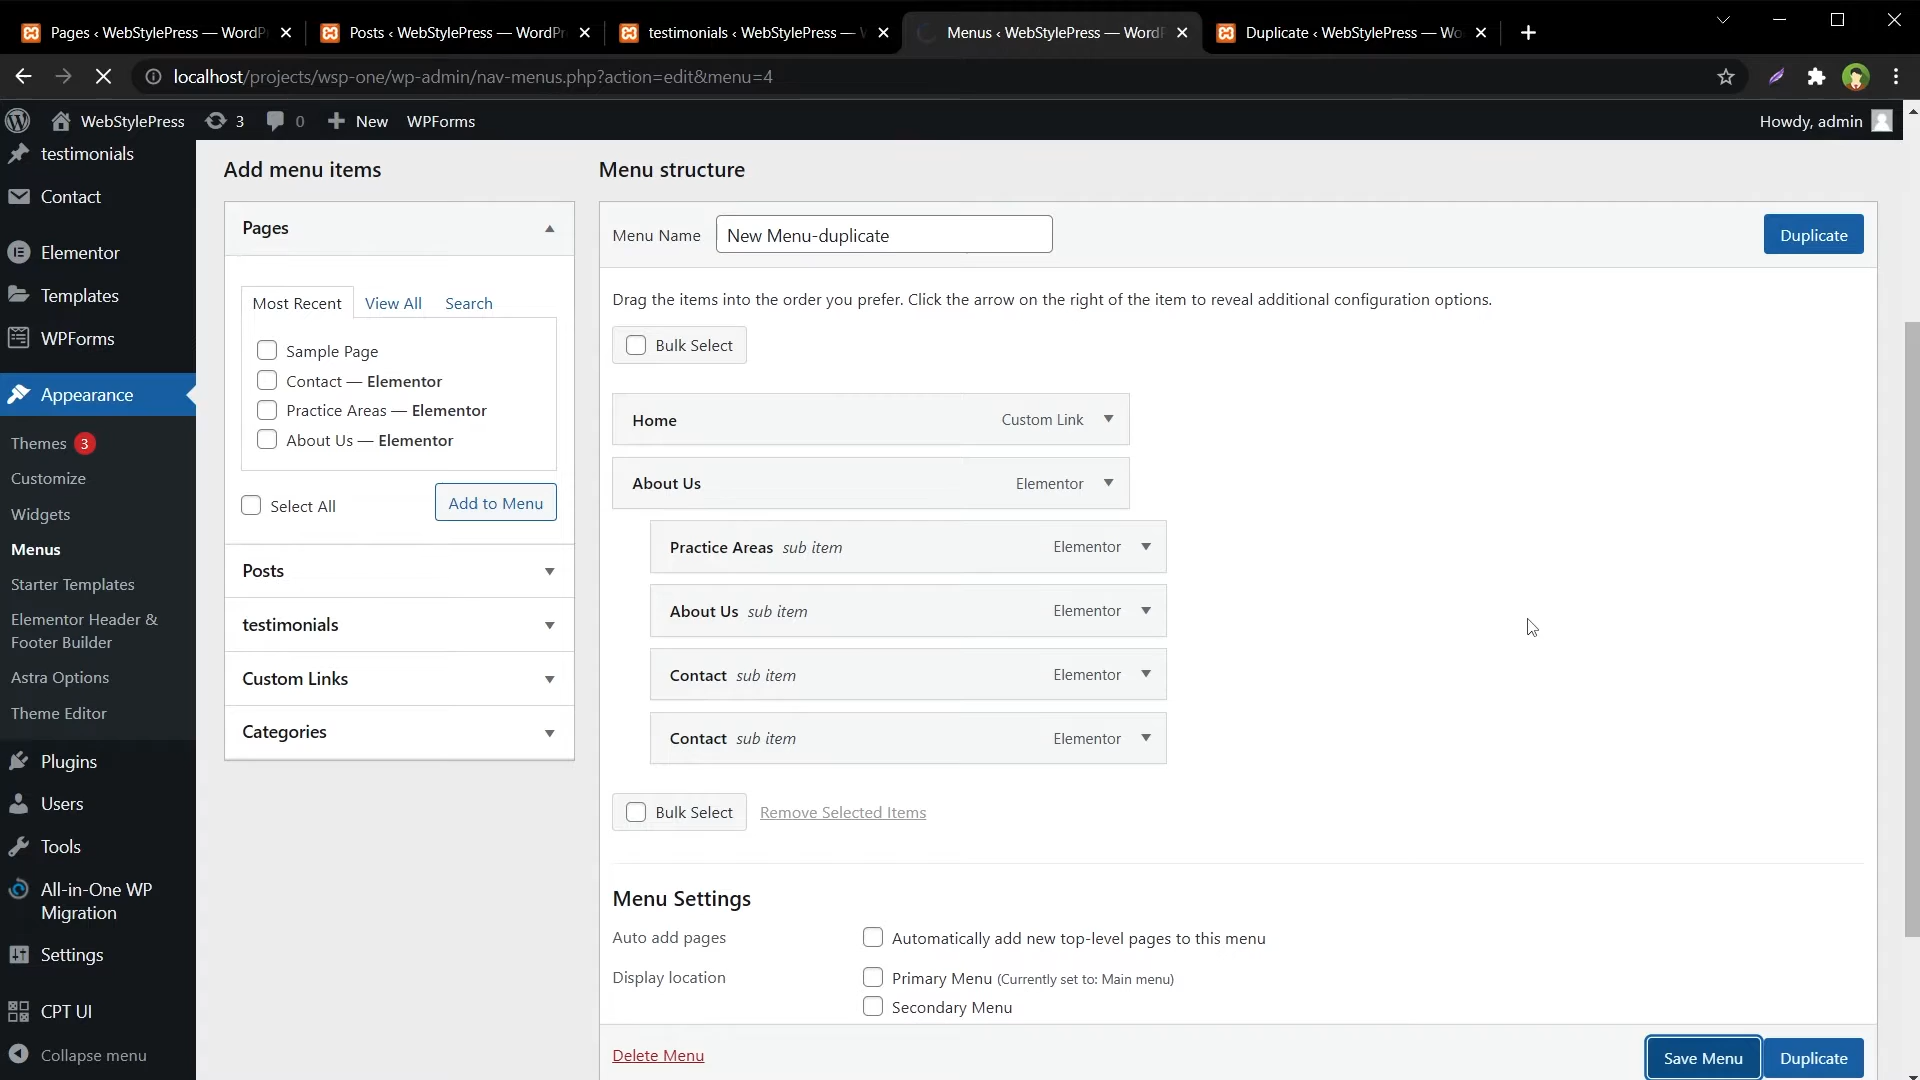 Pages ‹ WebStylePress — WordP
Posts ‹ WebStylePress — WordPr
testimonials ‹ WebStylePress —
Menus ‹ WebStylePress — WordP
Duplicate ‹ WebStylePress — Wo
localhost/projects/wsp-one/wp-admin/nav-menus.php?action=edit&menu=4
WebStylePress 3 0 New WPForms Howdy, admin
testimonials
Contact
Elementor
Templates
WPForms
Appearance
Themes 3
Customize
Widgets
Menus
Starter Templates
Elementor Header &
Footer Builder
Astra Options
Theme Editor
Plugins
Users
Tools
All-in-One WP
Migration
Settings
CPT UI
Collapse menu
Add menu items
Pages
Most Recent View All Search
Sample Page
Contact — Elementor
Practice Areas — Elementor
About Us — Elementor
Select All Add to Menu
Posts
testimonials
Custom Links
Categories
Menu structure
Menu Name New Menu-duplicate Duplicate
Drag the items into the order you prefer. Click the arrow on the right of the item to reveal additional configuration options.
Bulk Select
Home Custom Link
About Us Elementor
Practice Areas sub item Elementor
About Us sub item Elementor
Contact sub item Elementor
Contact sub item Elementor
Bulk Select Remove Selected Items
Menu Settings
Auto add pages Automatically add new top-level pages to this menu
Display location Primary Menu (Currently set to: Main menu)
Secondary Menu
Delete Menu Save Menu Duplicate